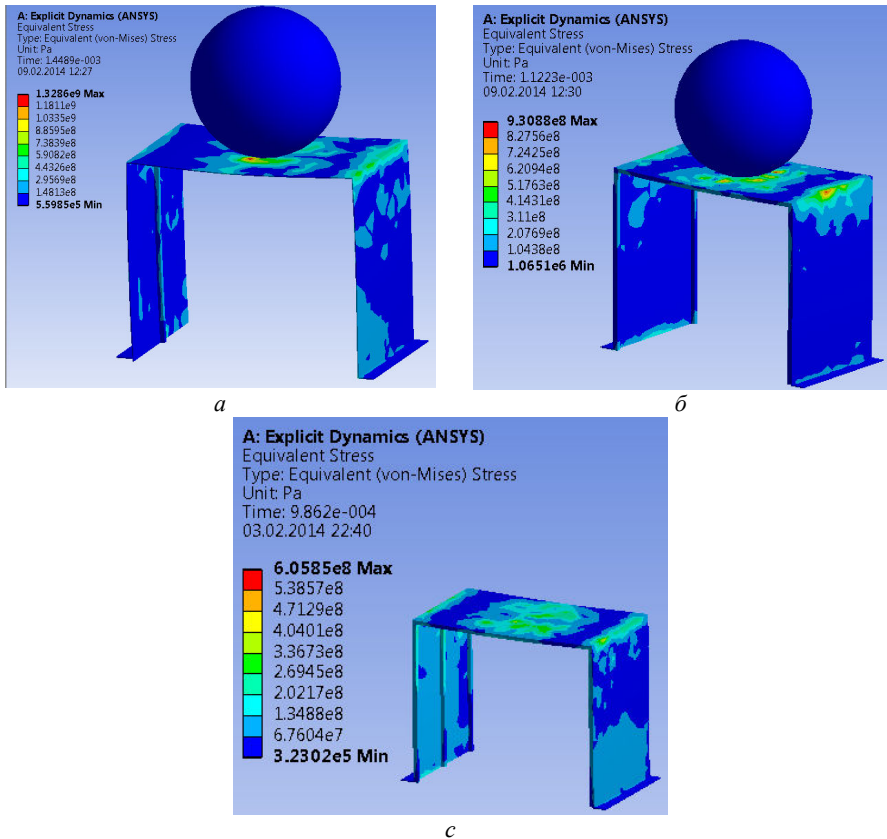 A: Explicit Dynamics (ANSYS)
Equivalent Stress
Type: Equivalent (von-Mises) Stress
Unit: Pa
Time: 1.4489e-003
09.02.2014 12:27
1.3286e9 Max
1.1811e9
1.0335e9
8.8595e8
7.3839e8
5.9082e8
4.4326e8
2.9569e8
1.4813e8
5.5985e5 Min
а
A: Explicit Dynamics (ANSYS)
Equivalent Stress
Type: Equivalent (von-Mises) Stress
Unit: Pa
Time: 1.1223e-003
09.02.2014 12:30
9.3088e8 Max
8.2756e8
7.2425e8
6.2094e8
5.1763e8
4.1431e8
3.11e8
2.0769e8
1.0438e8
1.0651e6 Min
б
A: Explicit Dynamics (ANSYS)
Equivalent Stress
Type: Equivalent (von-Mises) Stress
Unit: Pa
Time: 9.862e-004
03.02.2014 22:40
6.0585e8 Max
5.3857e8
4.7129e8
4.0401e8
3.3673e8
2.6945e8
2.0217e8
1.3488e8
6.7604e7
3.2302e5 Min
с